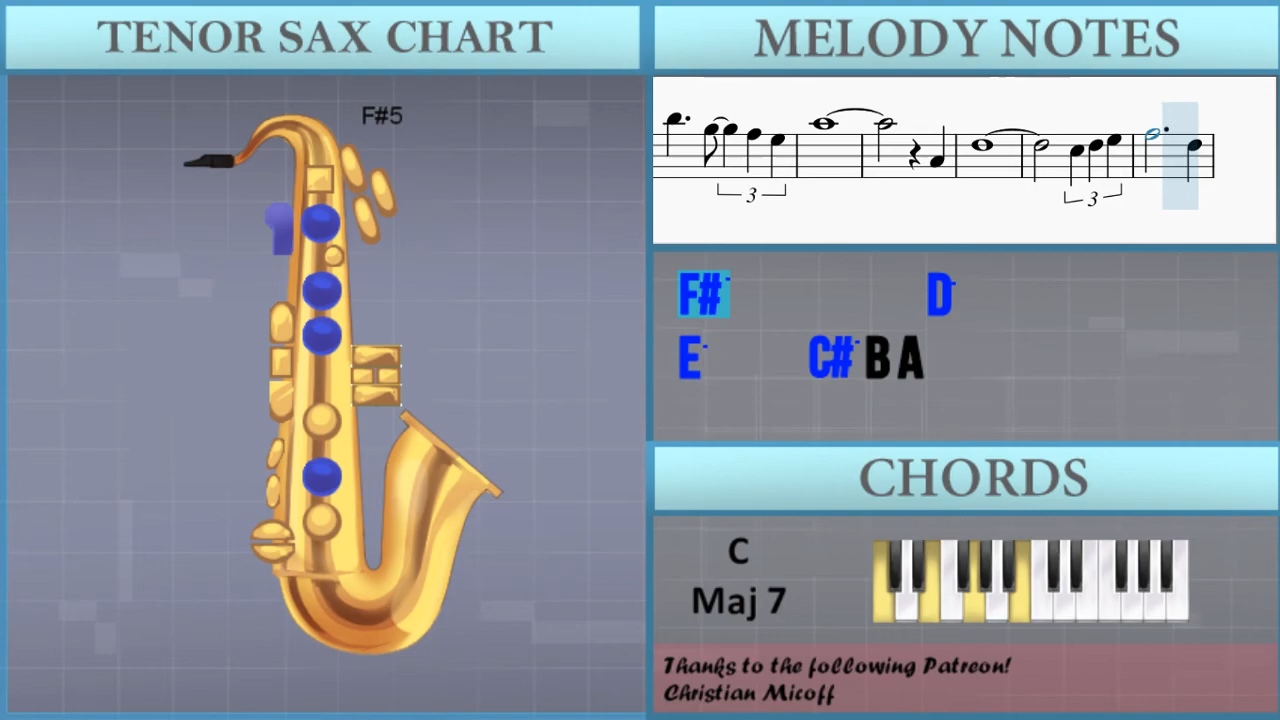 TENOR SAX CHART
F#5
MELODY NOTES
3
3
F#- D-
E- C#- B A
CHORDS
C
Maj 7
Thanks to the following Patreon!
Christian Micoff